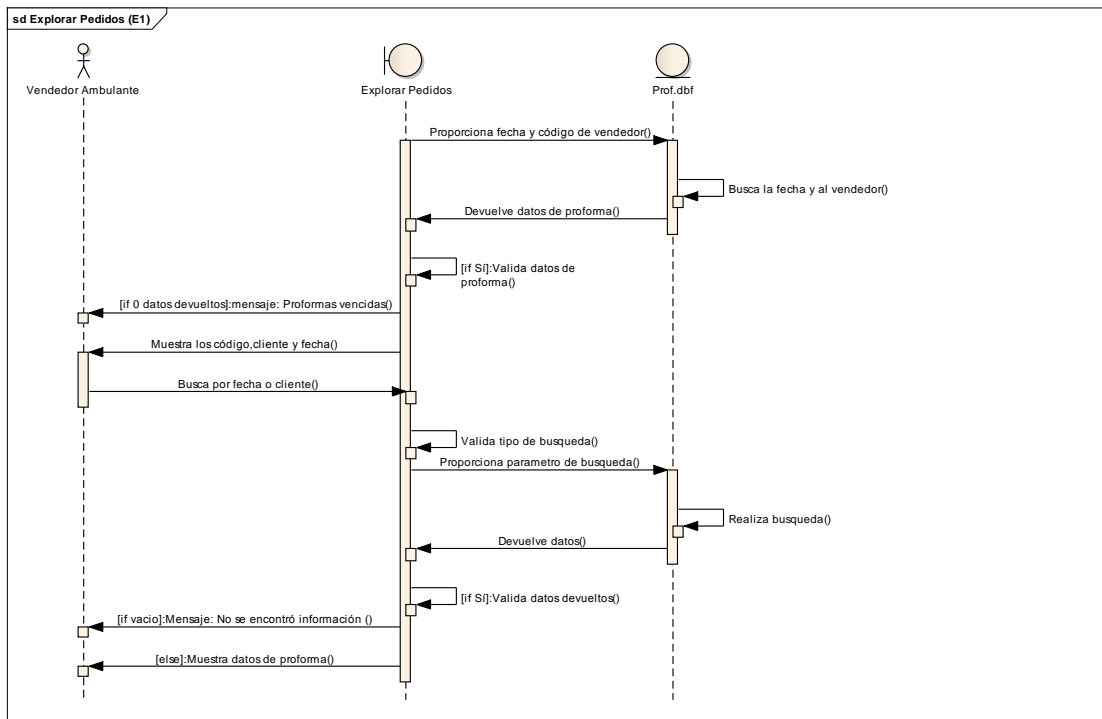 sd Explorar Pedidos (E1)
Vendedor Ambulante
Explorar Pedidos
Prof.dbf
Proporciona fecha y código de vendedor()
Busca la fecha y al vendedor()
Devuelve datos de proforma()
[if Sí]:Valida datos de
proforma()
[if 0 datos devueltos]:mensaje: Proformas vencidas()
Muestra los código,cliente y fecha()
Busca por fecha o cliente()
Valida tipo de busqueda()
Proporciona parametro de busqueda()
Realiza busqueda()
Devuelve datos()
[if Sí]:Valida datos devueltos()
[if vacio]:Mensaje: No se encontró información ()
[else]:Muestra datos de proforma()